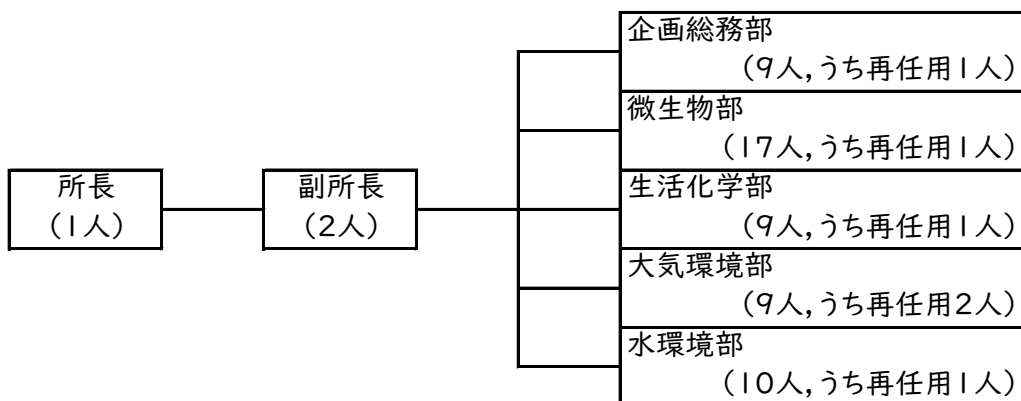 所長
(1人)
副所長
(2人)
企画総務部
(9人,うち再任用1人)
微生物部
(17人,うち再任用1人)
生活化学部
(9人,うち再任用1人)
大気環境部
(9人,うち再任用2人)
水環境部
(10人,うち再任用1人)